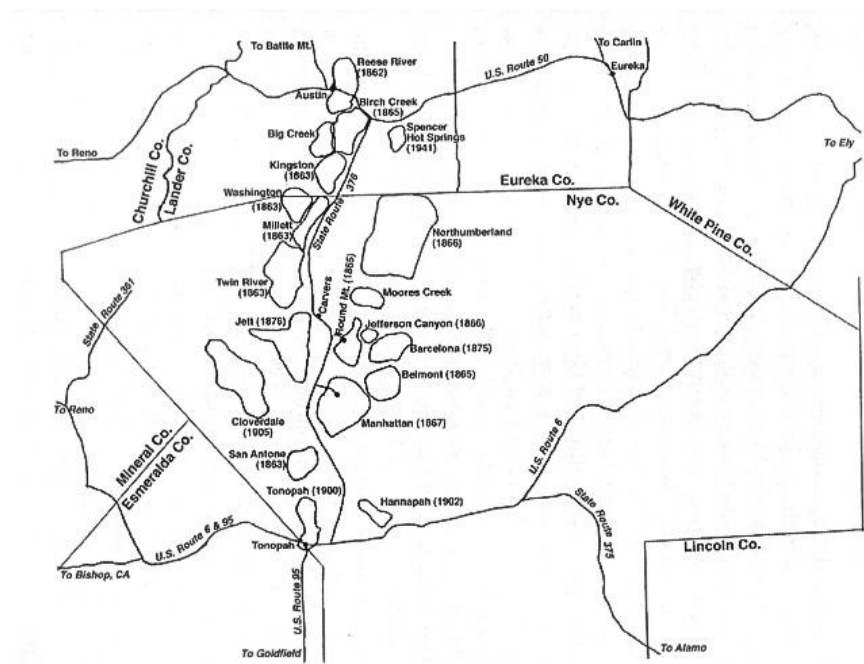 To Battle Mt.
Reese River
(1862)
To Carlin
Eureka
U.S. Route 50
Austin
Birch Creek
(1865)
Big Creek
Spencer
Hot Springs
(1941)
To Reno
To Ely
Churchill Co.
Lander Co.
Kingston
(1863)
State Route 376
Eureka Co.
Nye Co.
White Pine Co.
Washington
(1863)
Millett
(1863)
Northumberland
(1866)
Twin River
(1863)
Carvers
Round Mt. (1865)
Moores Creek
State Route 361
Jett (1876)
Jefferson Canyon (1866)
Barcelona (1875)
Belmont (1865)
To Reno
Cloverdale
(1905)
Manhattan (1867)
Mineral Co.
Esmeralda Co.
San Antone
(1863)
U.S. Route 6
Tonopah (1900)
Hannapah (1902)
State Route 375
U.S. Route 6 & 95
Tonopah
Lincoln Co.
To Bishop, CA
U.S. Route 95
To Goldfield
To Alamo